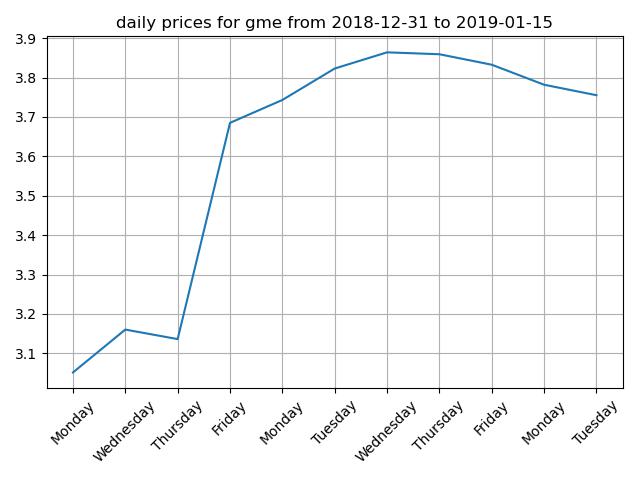 daily prices for gme from 2018-12-31 to 2019-01-15
3.9
3.8
3.7
3.6
3.5
3.4
3.3
3.2
3.1
Monday
Wednesday
Thursday
Friday
Monday
Tuesday
Wednesday
Thursday
Friday
Monday
Tuesday